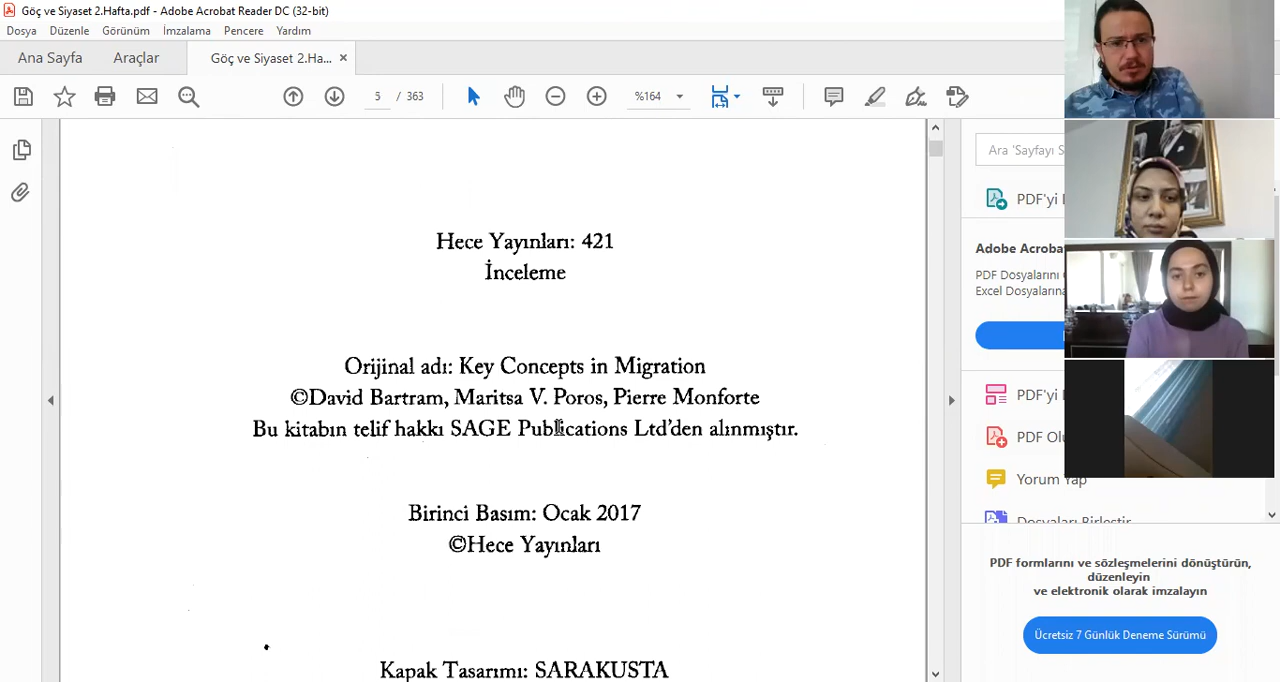 Göç ve Siyaset 2.Hafta.pdf - Adobe Acrobat Reader DC (32-bit)
Dosya Düzenle Görünüm İmzalama Pencere Yardım
Ana Sayfa Araçlar Göç ve Siyaset 2.Ha... ×
5 / 363 %164
Ara 'Sayfayı S
PDF'yi
Adobe Acroba
PDF Dosyalarını
Excel Dosyaların
PDF'yi
PDF Ol
Yorum Yap
Dosyaları Birleştir
PDF formlarını ve sözleşmelerini dönüştürün,
düzenleyin
ve elektronik olarak imzalayın
Ücretsiz 7 Günlük Deneme Sürümü
Hece Yayınları: 421
İnceleme
Orijinal adı: Key Concepts in Migration
©David Bartram, Maritsa V. Poros, Pierre Monforte
Bu kitabın telif hakkı SAGE Publications Ltd'den alınmıştır.
Birinci Basım: Ocak 2017
©Hece Yayınları
Kapak Tasarımı: SARAKUSTA